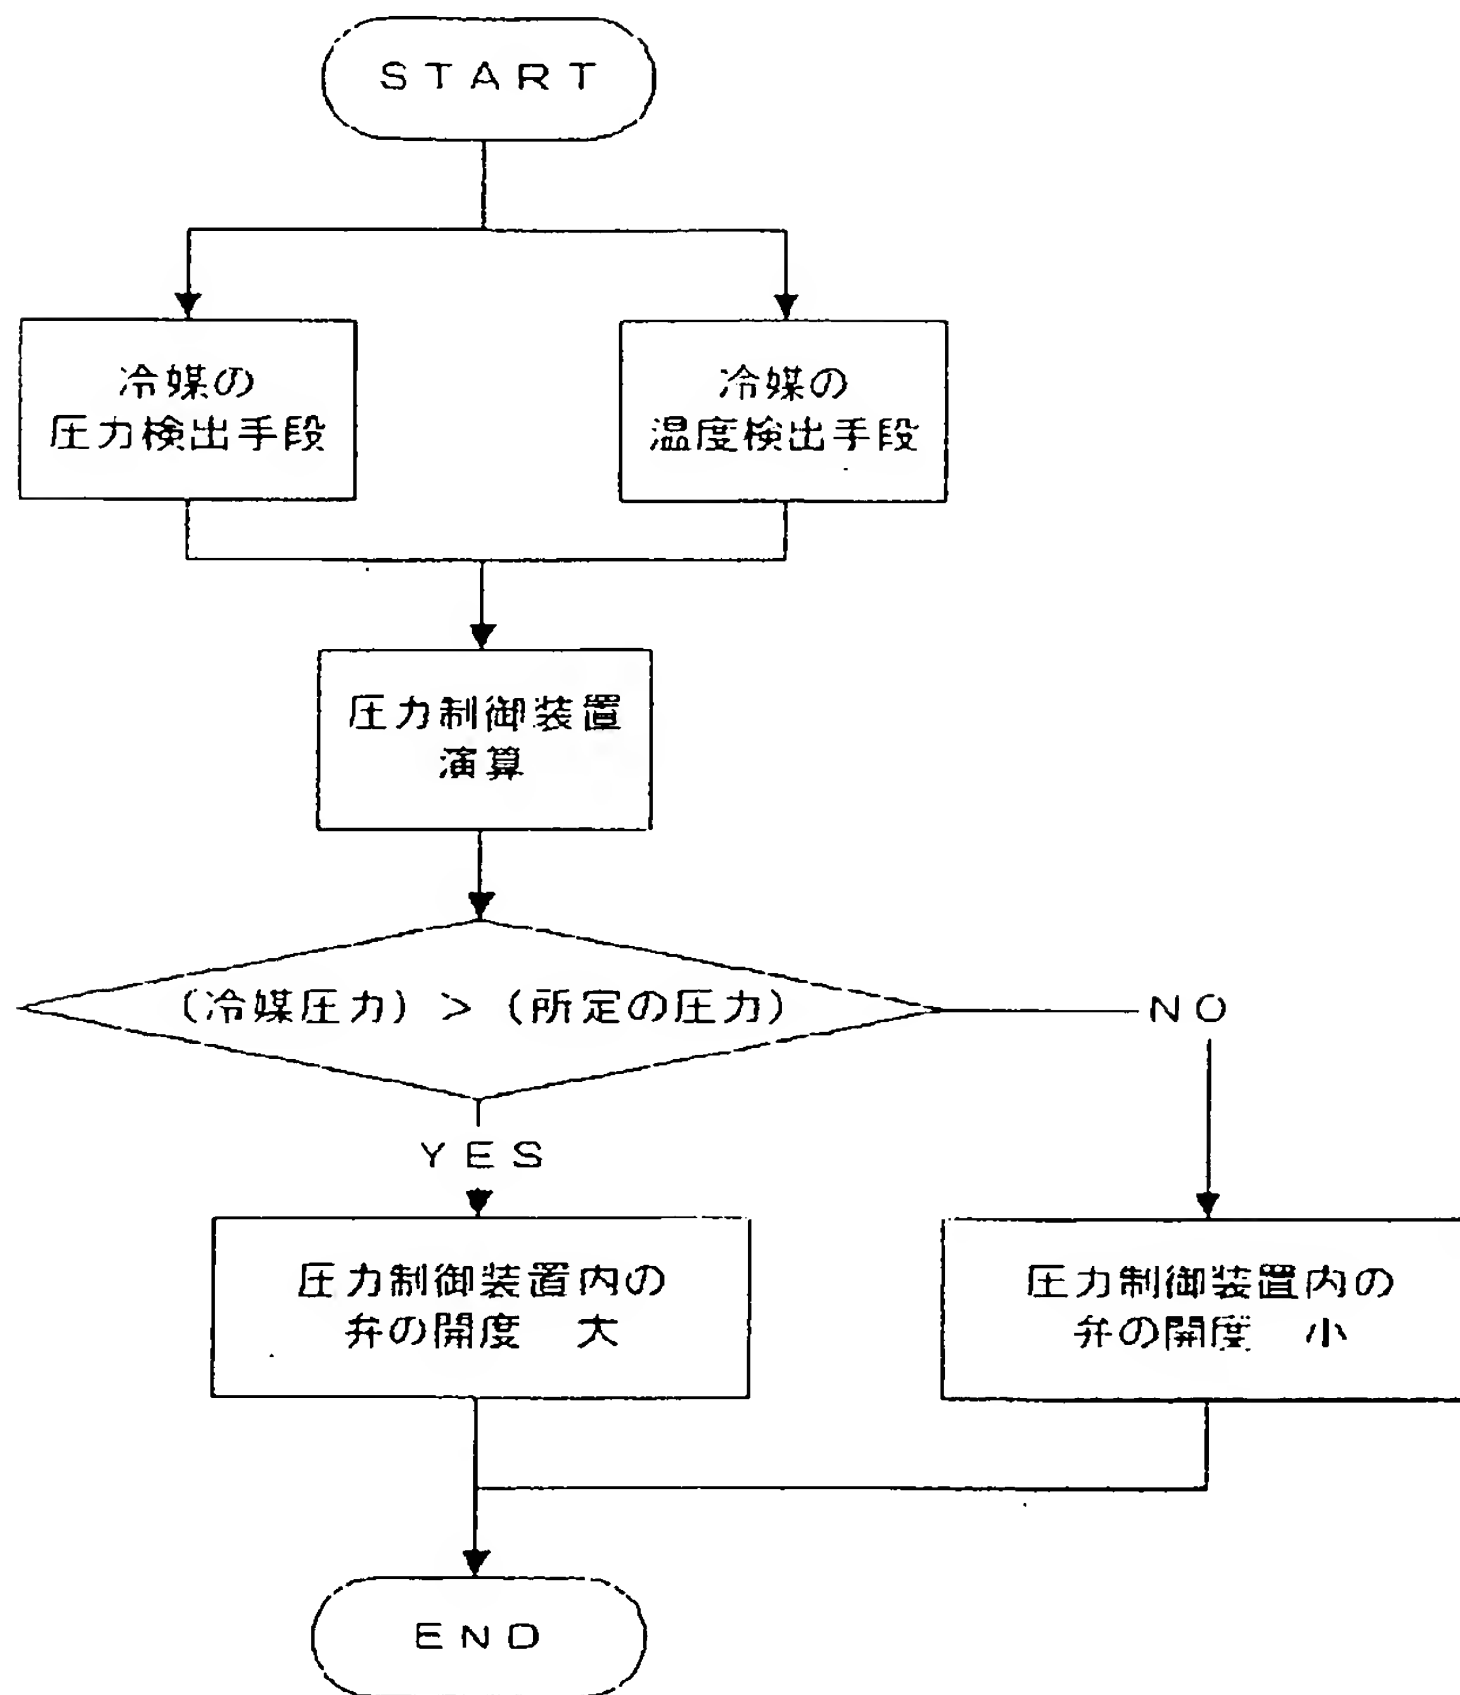 START
冷媒の
圧力検出手段
冷媒の
温度検出手段
圧力制御装置
演算
(冷媒圧力) > (所定の圧力)
NO
YES
圧力制御装置内の
弁の開度 大
圧力制御装置内の
弁の開度 小
END